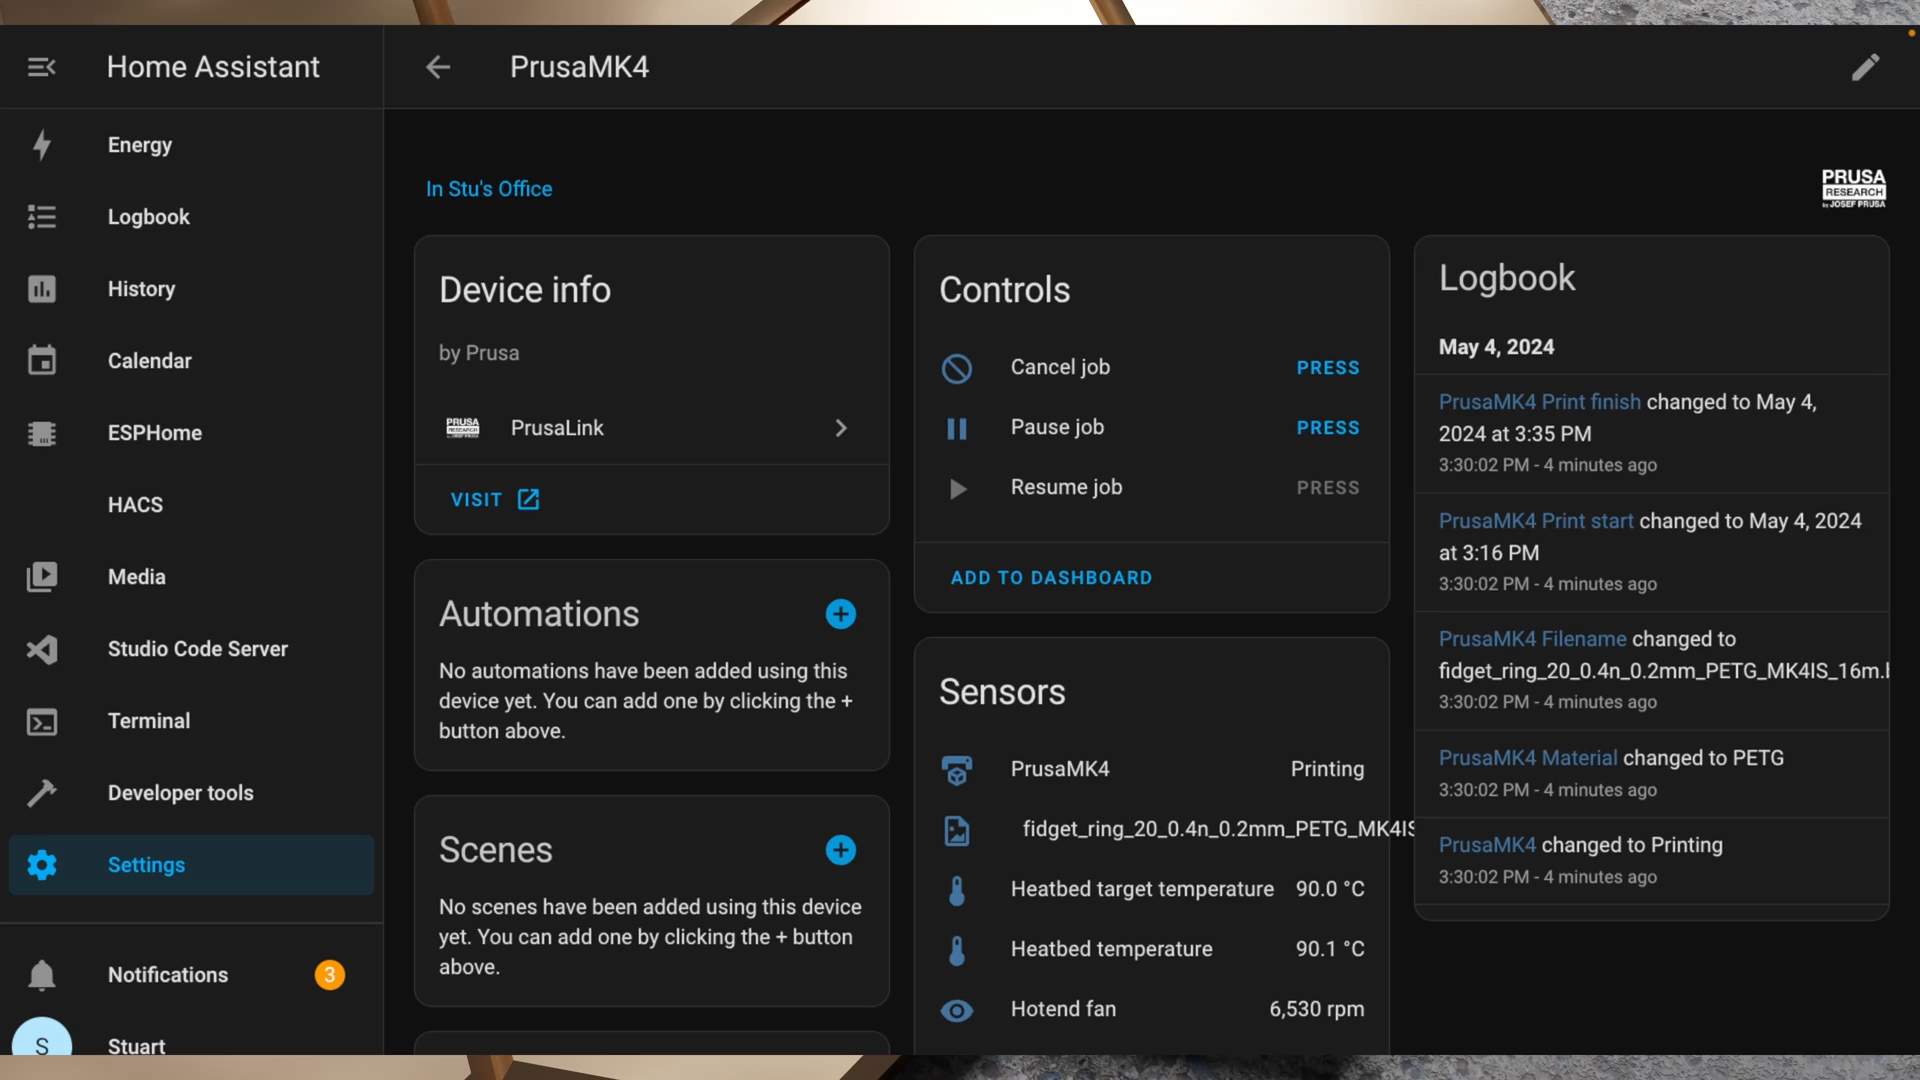 Home Assistant
PrusaMK4
Energy
Logbook
History
Calendar
ESPHome
HACS
Media
Studio Code Server
Terminal
Developer tools
Settings
Notifications
3
S
Stuart
In Stu's Office
PRUSA
RESEARCH
by JOSEF PRUSA
Device info
by Prusa
PRUSA
RESEARCH
PrusaLink
VISIT
Automations
No automations have been added using this
device yet. You can add one by clicking the +
button above.
Scenes
No scenes have been added using this device
yet. You can add one by clicking the + button
above.
Controls
Cancel job PRESS
Pause job PRESS
Resume job PRESS
ADD TO DASHBOARD
Sensors
PrusaMK4 Printing
fidget_ring_20_0.4n_0.2mm_PETG_MK4IS
Heatbed target temperature 90.0 °C
Heatbed temperature 90.1 °C
Hotend fan 6,530 rpm
Logbook
May 4, 2024
PrusaMK4 Print finish changed to May 4,
2024 at 3:35 PM
3:30:02 PM - 4 minutes ago
PrusaMK4 Print start changed to May 4, 2024
at 3:16 PM
3:30:02 PM - 4 minutes ago
PrusaMK4 Filename changed to
fidget_ring_20_0.4n_0.2mm_PETG_MK4IS_16m.
3:30:02 PM - 4 minutes ago
PrusaMK4 Material changed to PETG
3:30:02 PM - 4 minutes ago
PrusaMK4 changed to Printing
3:30:02 PM - 4 minutes ago